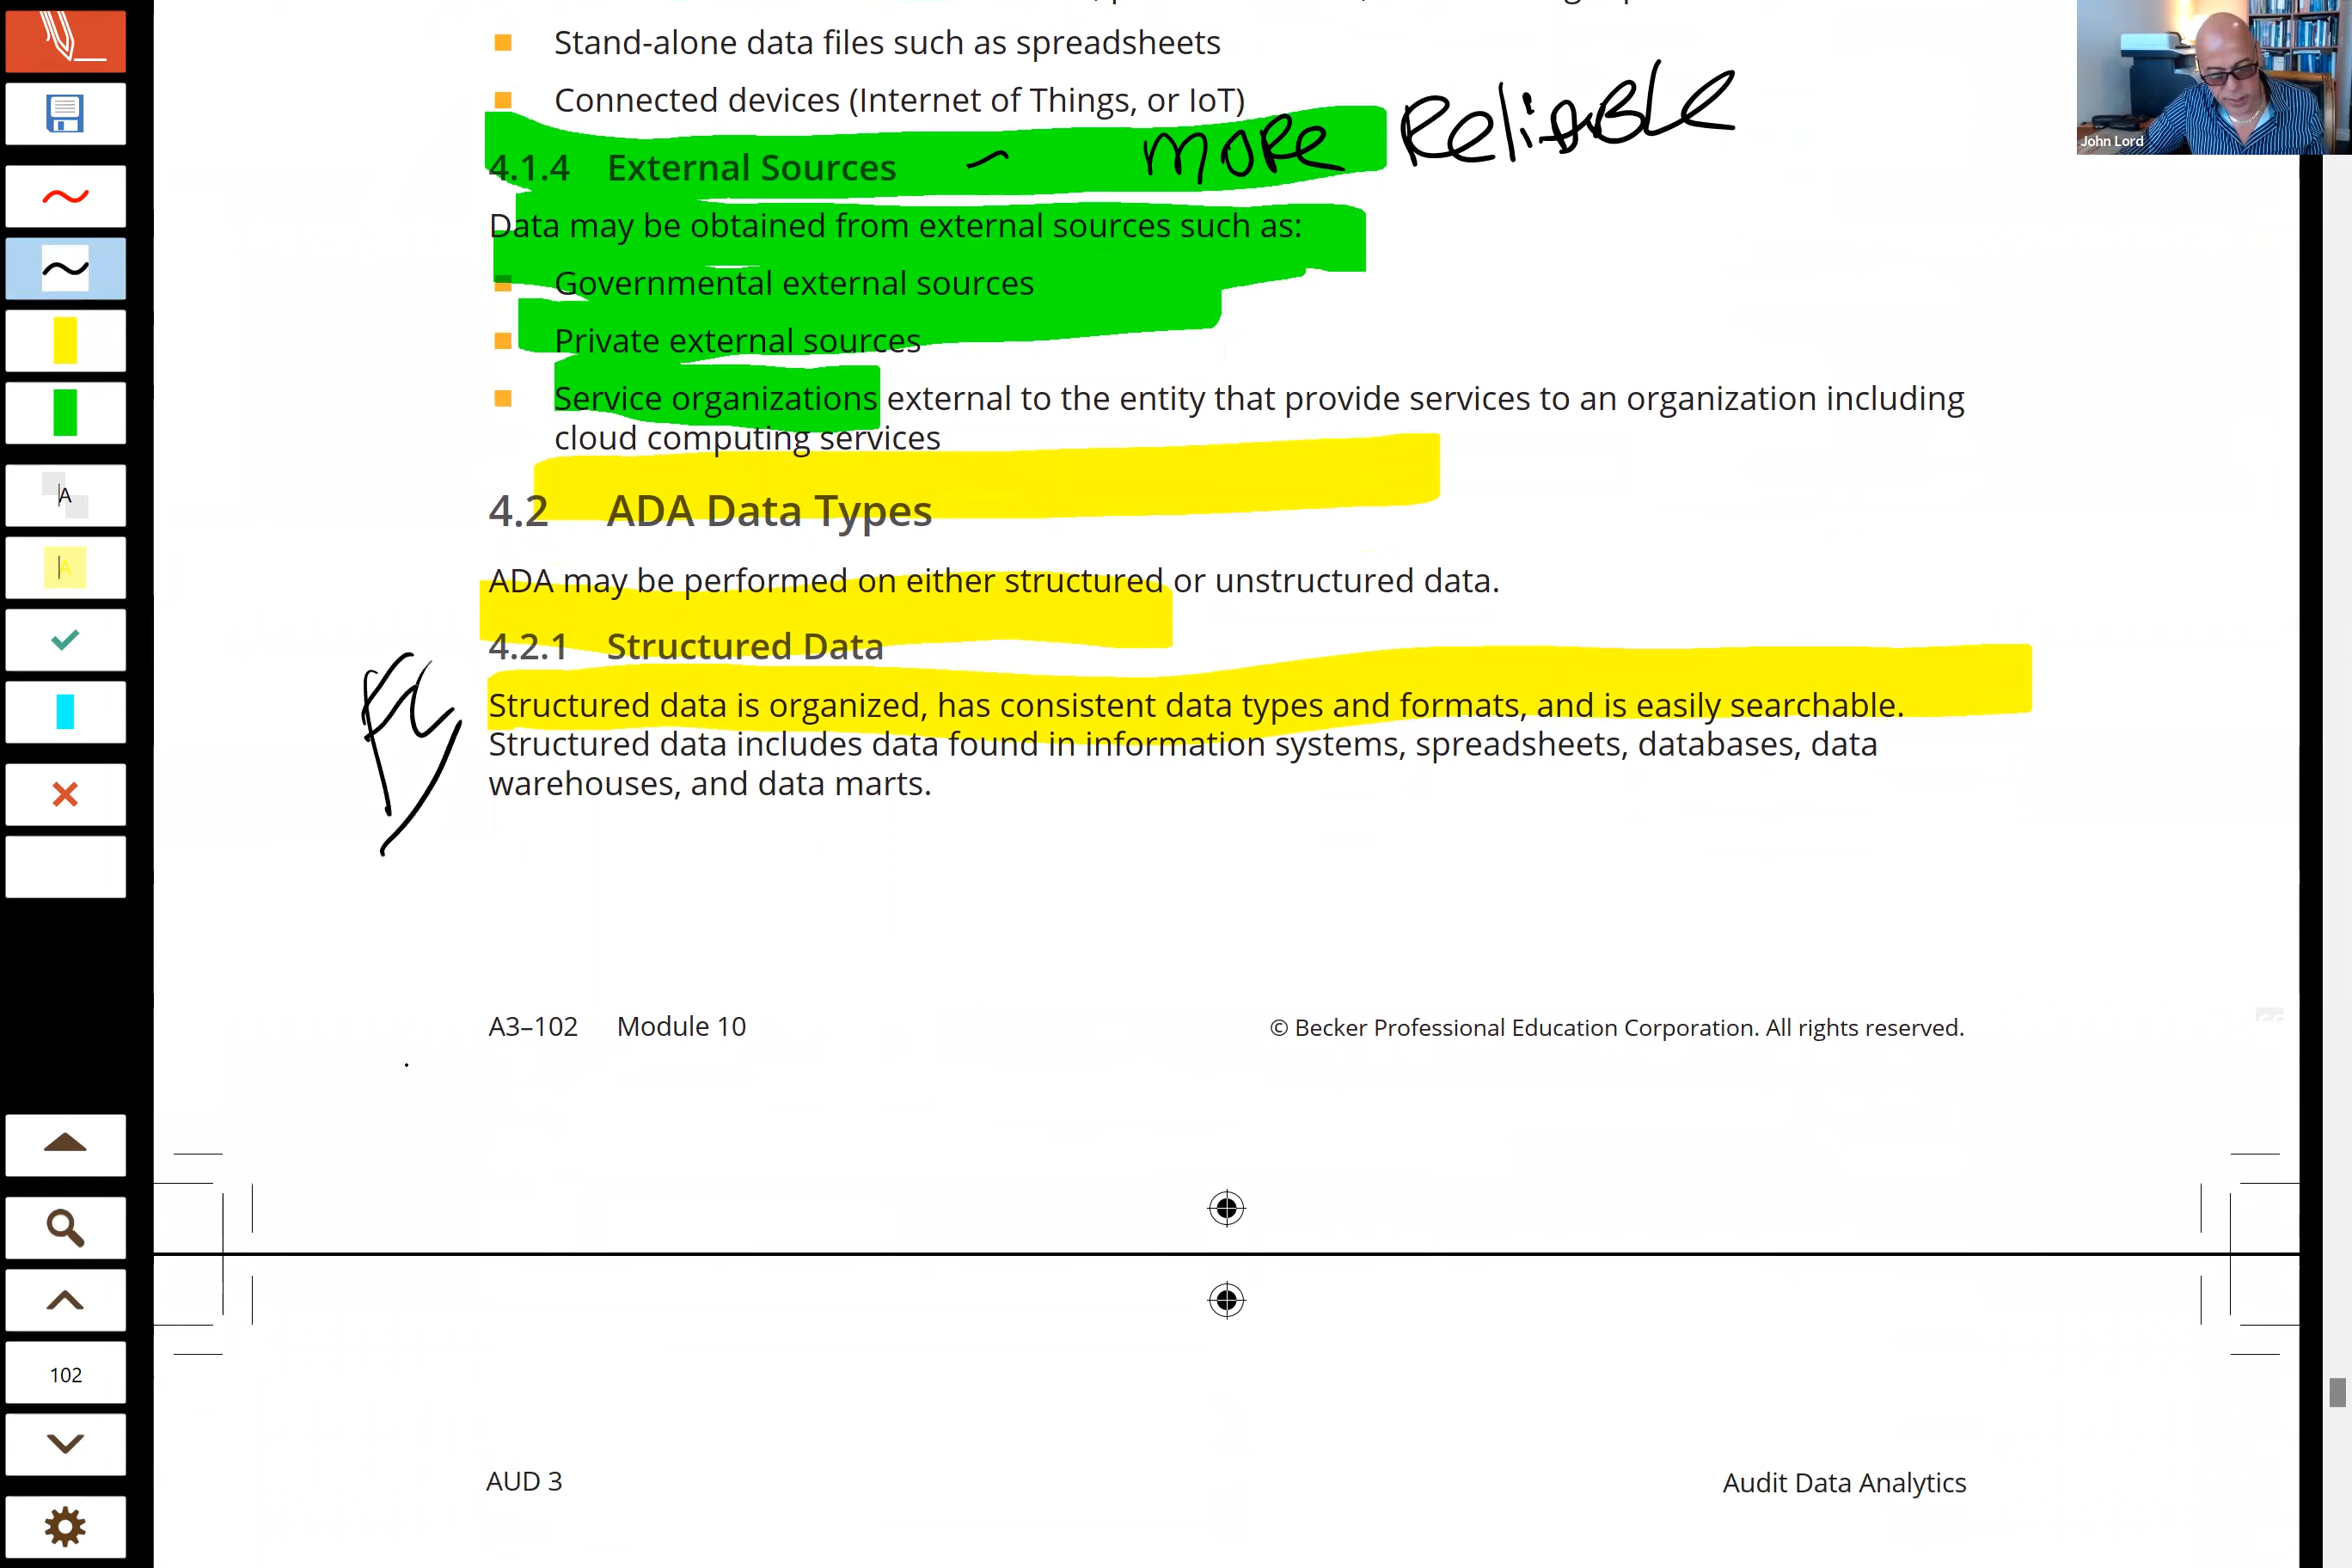 Stand-alone data files such as spreadsheets
Connected devices (Internet of Things, or IoT)
4.1.4 External Sources – more Reliable
John Lord
Data may be obtained from external sources such as:
Governmental external sources
Private external sources
Service organizations external to the entity that provide services to an organization including
cloud computing services
4.2 ADA Data Types
ADA may be performed on either structured or unstructured data.
4.2.1 Structured Data
Structured data is organized, has consistent data types and formats, and is easily searchable.
Structured data includes data found in information systems, spreadsheets, databases, data
warehouses, and data marts.
A3–102 Module 10
© Becker Professional Education Corporation. All rights reserved.
102
AUD 3
Audit Data Analytics